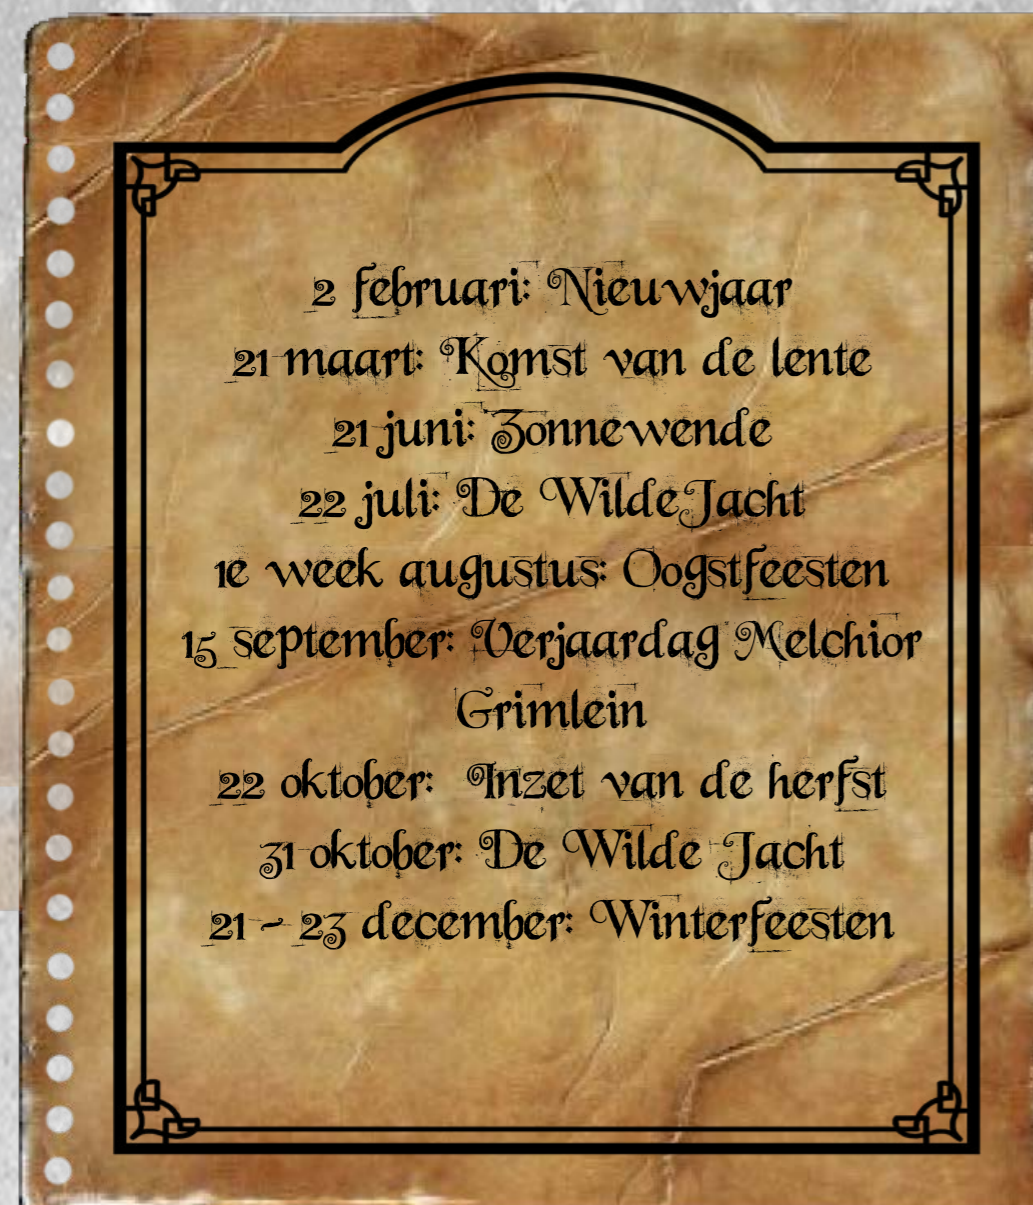 2 februari: Nieuwjaar
21 maart: Komst van de lente
21 juni: Zonnewende
22 juli: De WildeJacht
1e week augustus: Oogstfeesten
15 september: Verjaardag Melchior
Grimlein
22 oktober: Inzet van de herfst
31 oktober: De Wilde Jacht
21 - 23 december: Winterfeesten